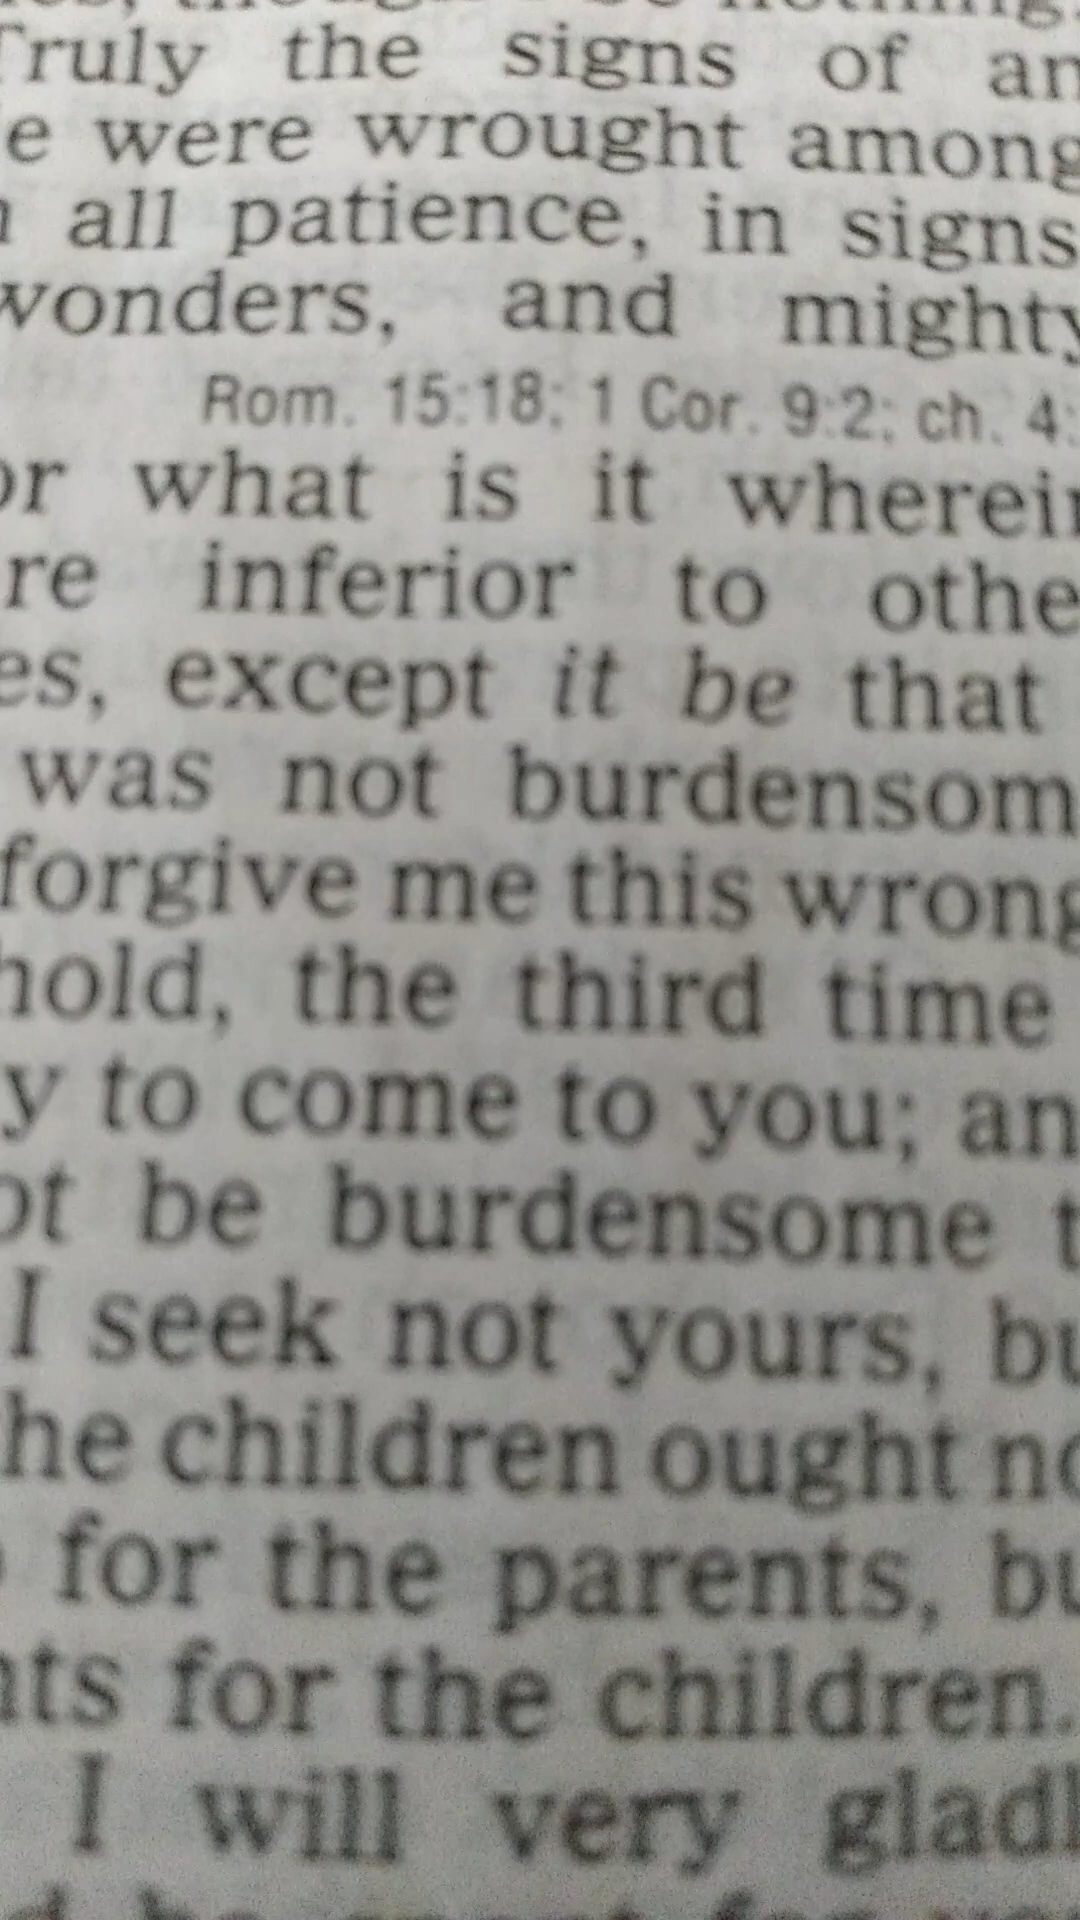 Truly the signs of an
e were wrought among
all patience, in signs
wonders, and mighty
Rom. 15:18; 1 Cor. 9:2; ch. 4:
or what is it wherein
re inferior to othe
es, except it be that
was not burdensom
forgive me this wrong
hold, the third time
y to come to you; an
ot be burdensome t
I seek not yours, bu
he children ought no
for the parents, bu
nts for the children.
I will very gladl